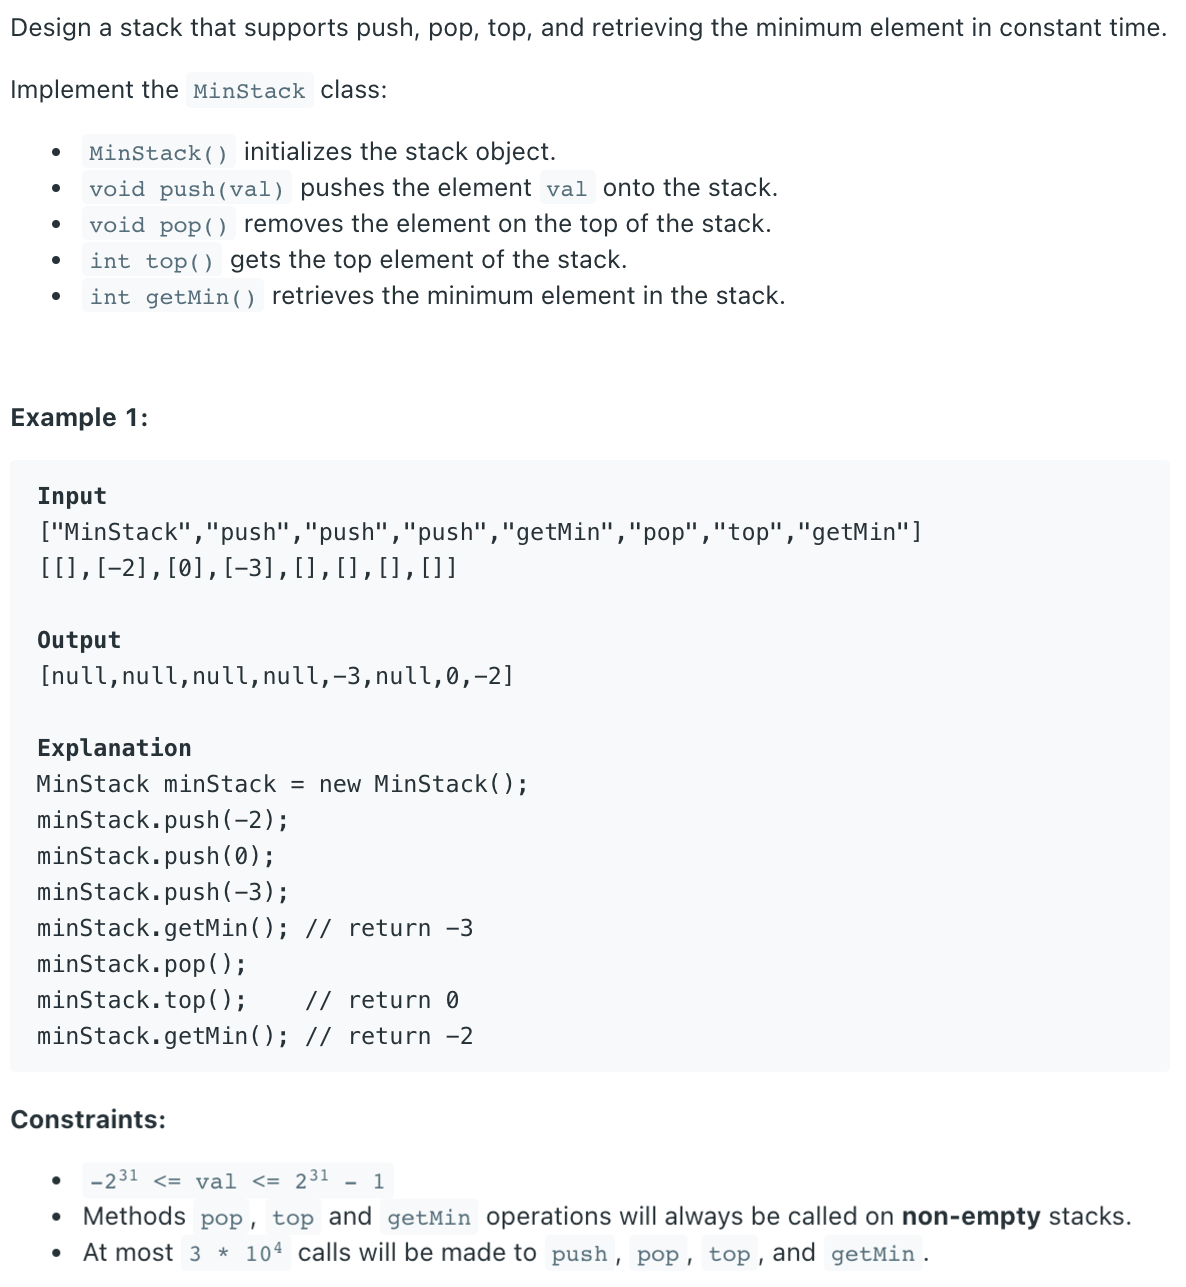 Design a stack that supports push, pop, top, and retrieving the minimum element in constant time.
Implement the MinStack class:
• MinStack() initializes the stack object.
• void push(val) pushes the element val onto the stack.
• void pop() removes the element on the top of the stack.
• int top() gets the top element of the stack.
• int getMin() retrieves the minimum element in the stack.
Example 1:
Input
["MinStack","push","push","push","getMin","pop","top","getMin"]
[[],[-2],[0],[-3],[],[],[],[]]
Output
[null,null,null,null,-3,null,0,-2]
Explanation
MinStack minStack = new MinStack();
minStack.push(-2);
minStack.push(0);
minStack.push(-3);
minStack.getMin(); // return -3
minStack.pop();
minStack.top();    // return 0
minStack.getMin(); // return -2
Constraints:
• -2³¹ <= val <= 2³¹ - 1
• Methods pop, top and getMin operations will always be called on non-empty stacks.
• At most 3 * 10⁴ calls will be made to push, pop, top, and getMin.